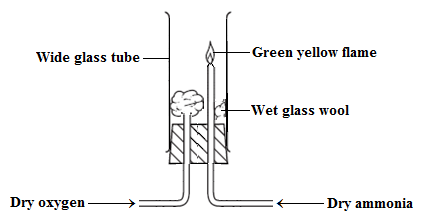 Wide glass tube
Green yellow flame
Wet glass wool
Dry oxygen
Dry ammonia